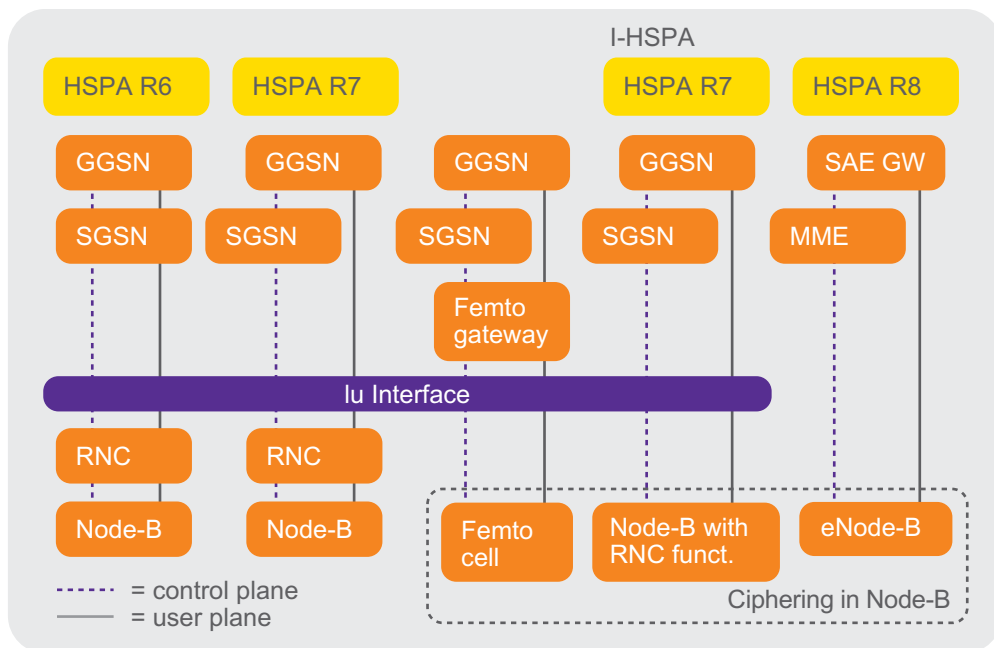 I-HSPA
HSPA R6
HSPA R7
HSPA R7
HSPA R8
GGSN
GGSN
GGSN
GGSN
SAE GW
SGSN
SGSN
SGSN
SGSN
MME
Femto
gateway
Iu Interface
RNC
RNC
Node-B
Node-B
Femto
cell
Node-B with
RNC funct.
eNode-B
= control plane
= user plane
Ciphering in Node-B